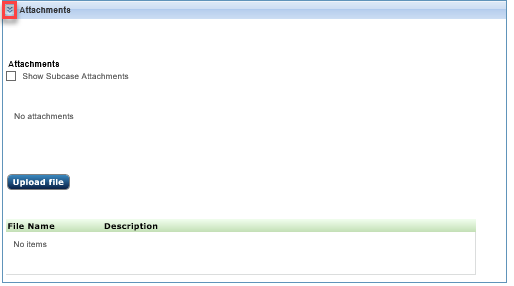 Attachments
Attachments
Show Subcase Attachments
No attachments
Upload file
File Name Description
No items